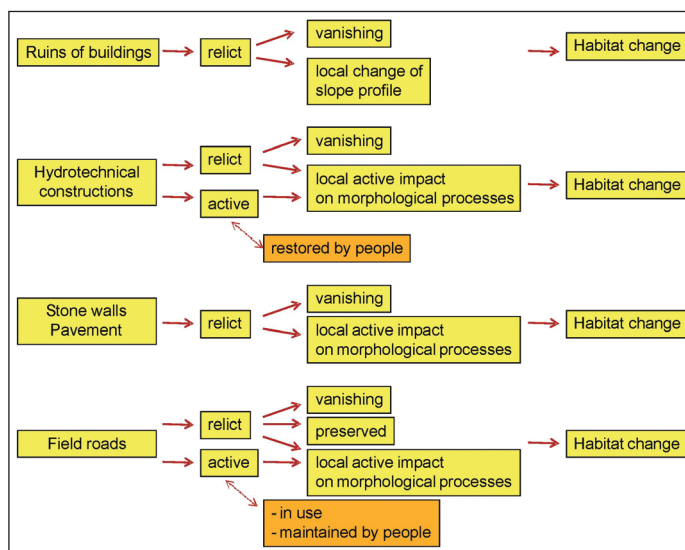 Ruins of buildings
relict
vanishing
local change of
slope profile
Habitat change
Hydrotechnical
constructions
relict
active
vanishing
local active impact
on morphological processes
Habitat change
restored by people
Stone walls
Pavement
relict
vanishing
local active impact
on morphological processes
Habitat change
Field roads
relict
active
vanishing
preserved
local active impact
on morphological processes
Habitat change
- in use
- maintained by people